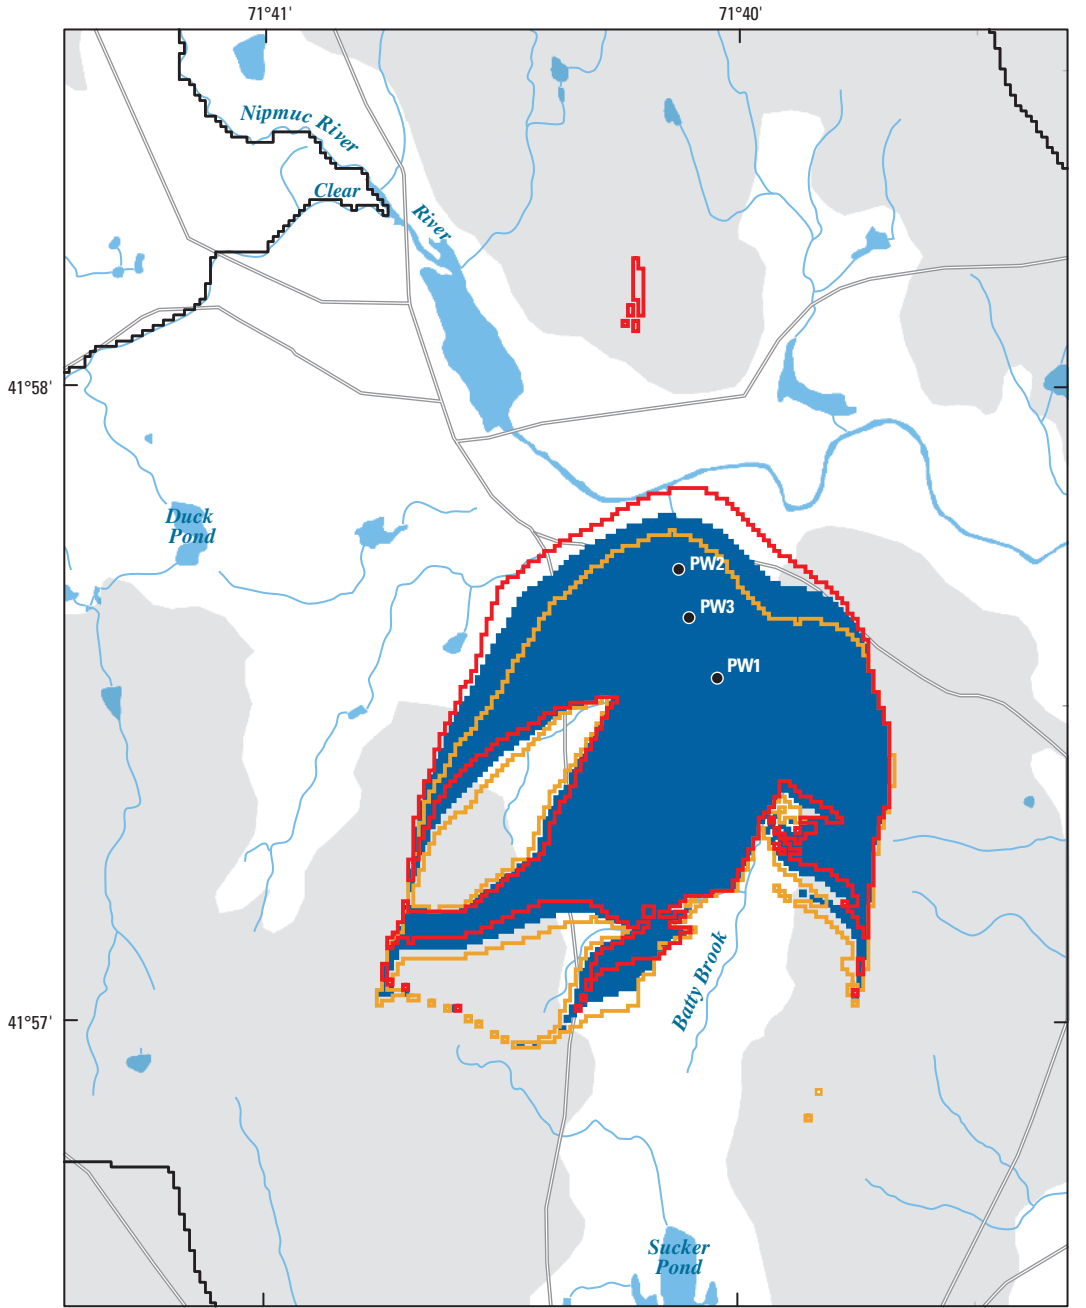 71°41'
71°40'
Nipmuc River
Clear
River
41°58'
Duck
Pond
PW2
PW3
PW1
Batty Brook
41°57'
Sucker
Pond